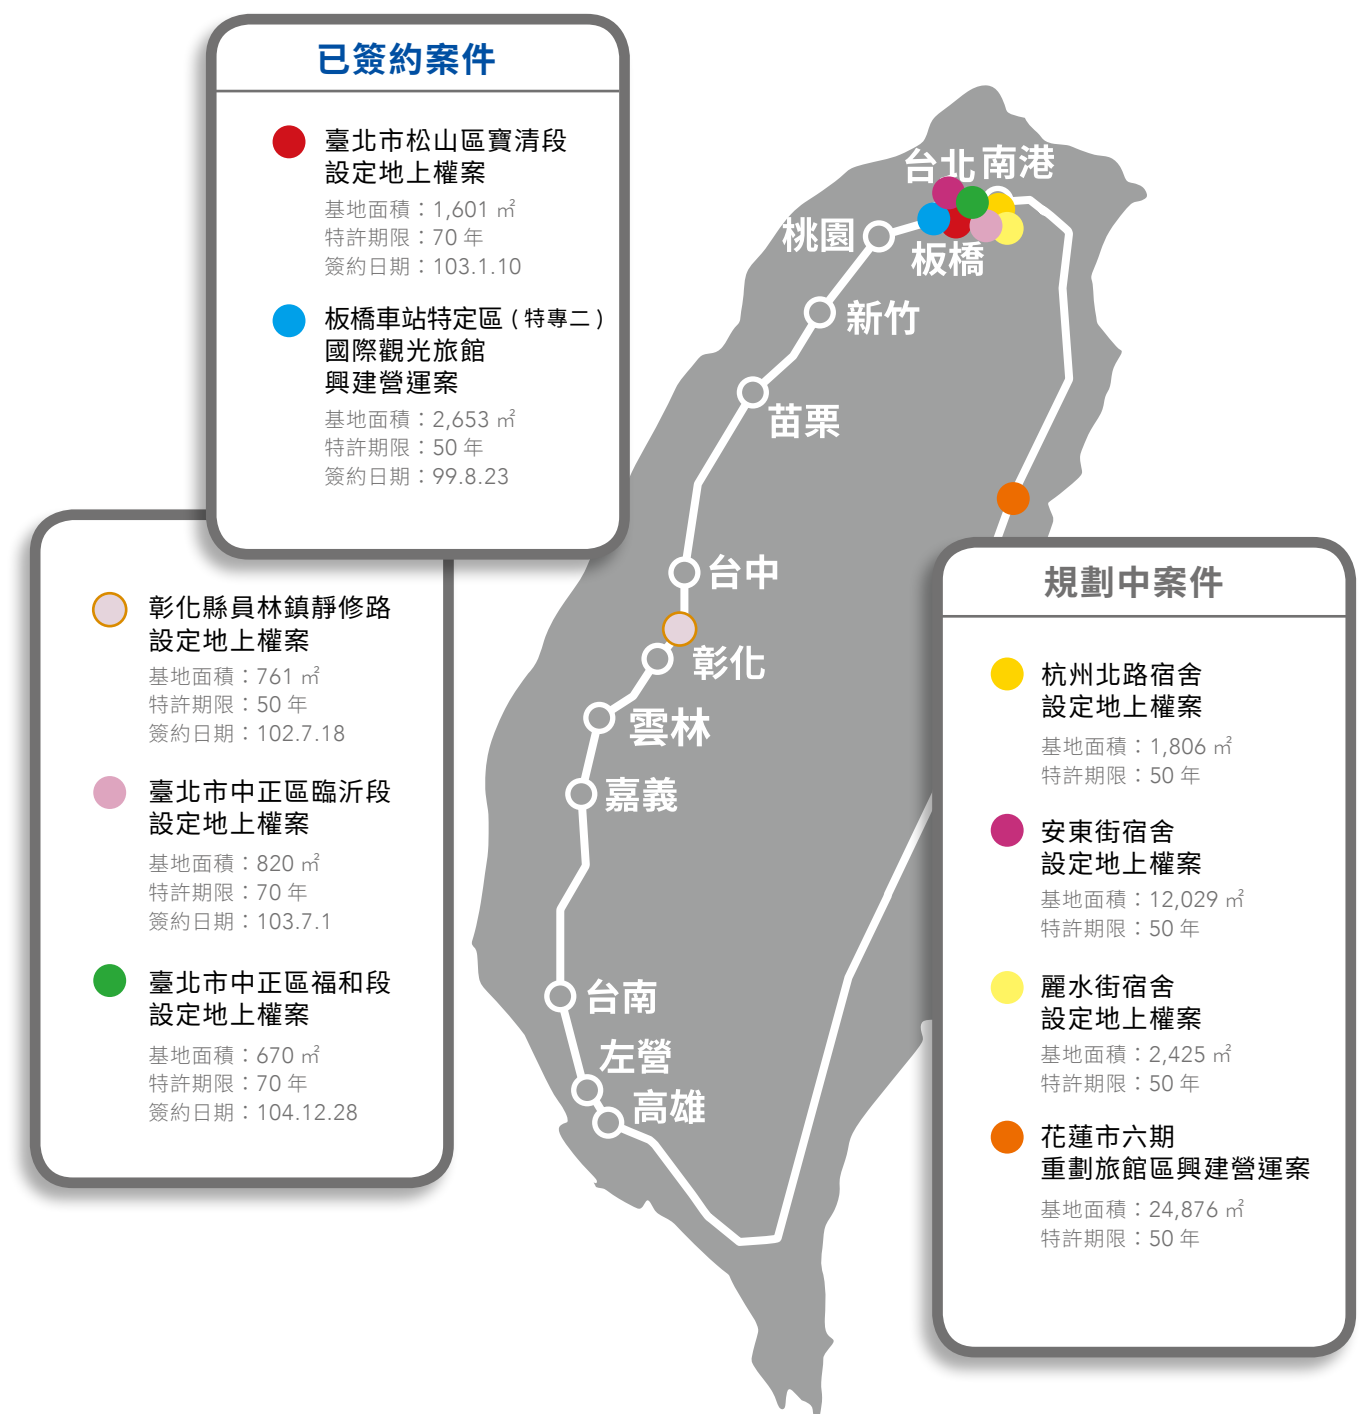 已簽約案件
臺北市松山區寶清段
設定地上權案
基地面積：1,601 ㎡
特許期限：70 年
簽約日期：103.1.10
板橋車站特定區（特專二）
國際觀光旅館
興建營運案
基地面積：2,653 ㎡
特許期限：50 年
簽約日期：99.8.23
彰化縣員林鎮靜修路
設定地上權案
基地面積：761 ㎡
特許期限：50 年
簽約日期：102.7.18
臺北市中正區臨沂段
設定地上權案
基地面積：820 ㎡
特許期限：70 年
簽約日期：103.7.1
臺北市中正區福和段
設定地上權案
基地面積：670 ㎡
特許期限：70 年
簽約日期：104.12.28
台北
南港
桃園
板橋
新竹
苗栗
台中
彰化
雲林
嘉義
台南
左營
高雄
規劃中案件
杭州北路宿舍
設定地上權案
基地面積：1,806 ㎡
特許期限：50 年
安東街宿舍
設定地上權案
基地面積：12,029 ㎡
特許期限：50 年
麗水街宿舍
設定地上權案
基地面積：2,425 ㎡
特許期限：50 年
花蓮市六期
重劃旅館區興建營運案
基地面積：24,876 ㎡
特許期限：50 年